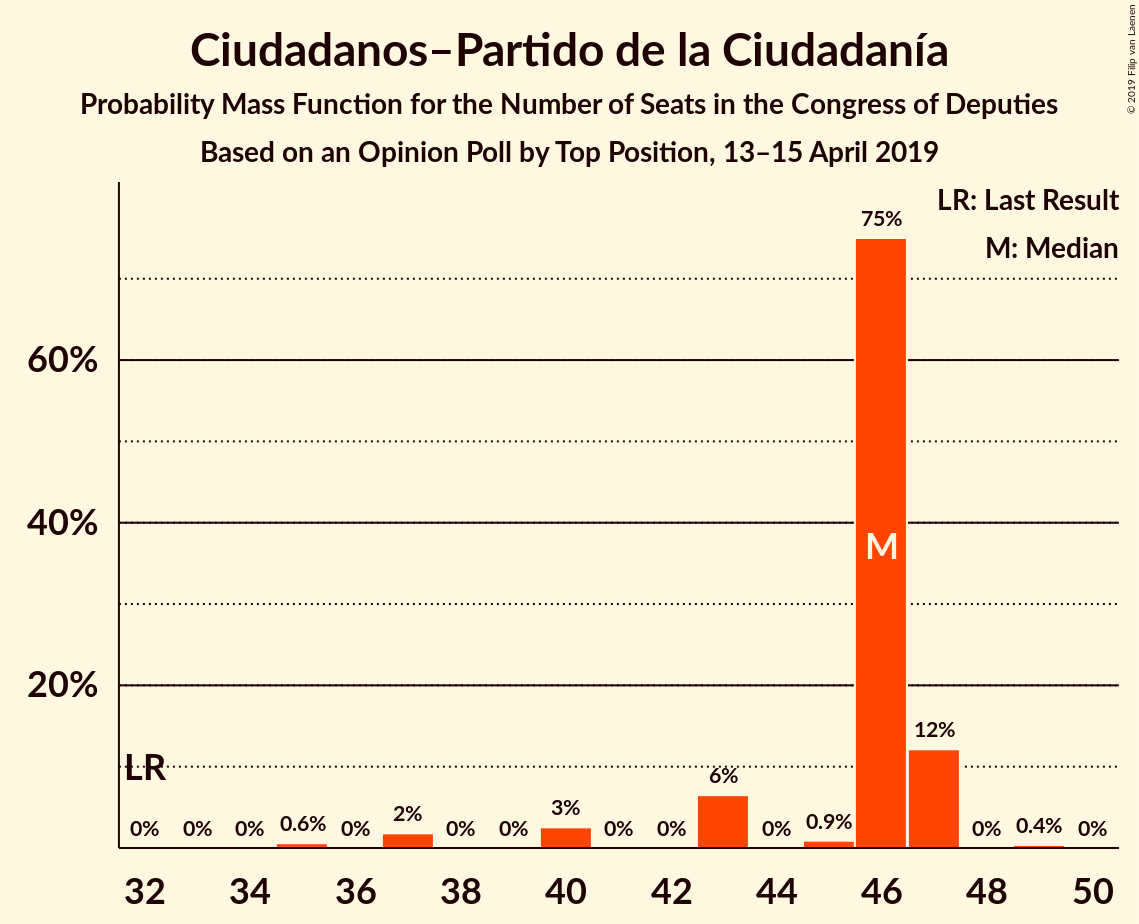 Ciudadanos–Partido de la Ciudadanía
Probability Mass Function for the Number of Seats in the Congress of Deputies
Based on an Opinion Poll by Top Position, 13–15 April 2019
© 2019 Filip van Laenen
LR: Last Result
M: Median
75%
60%
40%
M
20%
12%
LR
6%
0% 0% 0% 0.6% 0% 2% 0% 0% 3% 0% 0% 0% 0.9% 0% 0.4% 0%
32 34 36 38 40 42 44 46 48 50